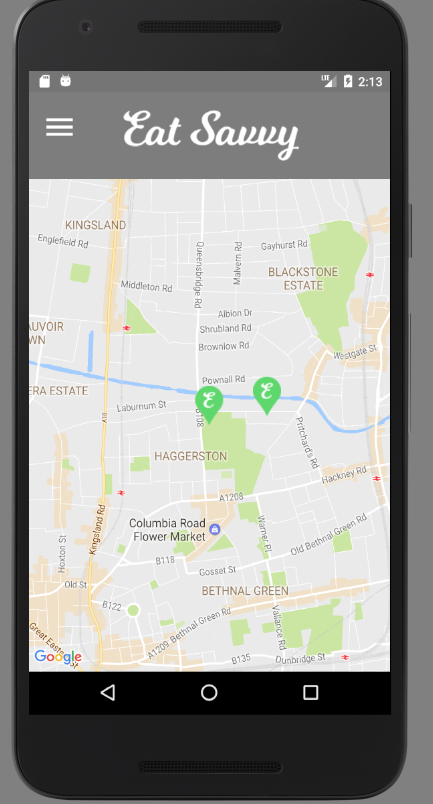 LTE
2:13
Eat Savvy
KINGSLAND
Englefield Rd
Queensbridge Rd
Malvern Rd
Gayhurst Rd
BLACKSTONE
ESTATE
Middleton Rd
Albion Dr
Shrubland Rd
Brownlow Rd
AUVOIR
WN
Westgate St
ERA ESTATE
Pownall Rd
E
E
Laburnum St
B108
Pritchard's Rd
HAGGERSTON
Hackney Rd
A1208
Kingsland Rd
Columbia Road
Flower Market
Warner Pl
Old Bethnal Green Rd
Hoxton St
B118
Gosset St
Old St
BETHNAL GREEN
B122
Vallance Rd
A1209
Bethnal Green Rd
Great Eastern
Google
B135
Dunbridge St